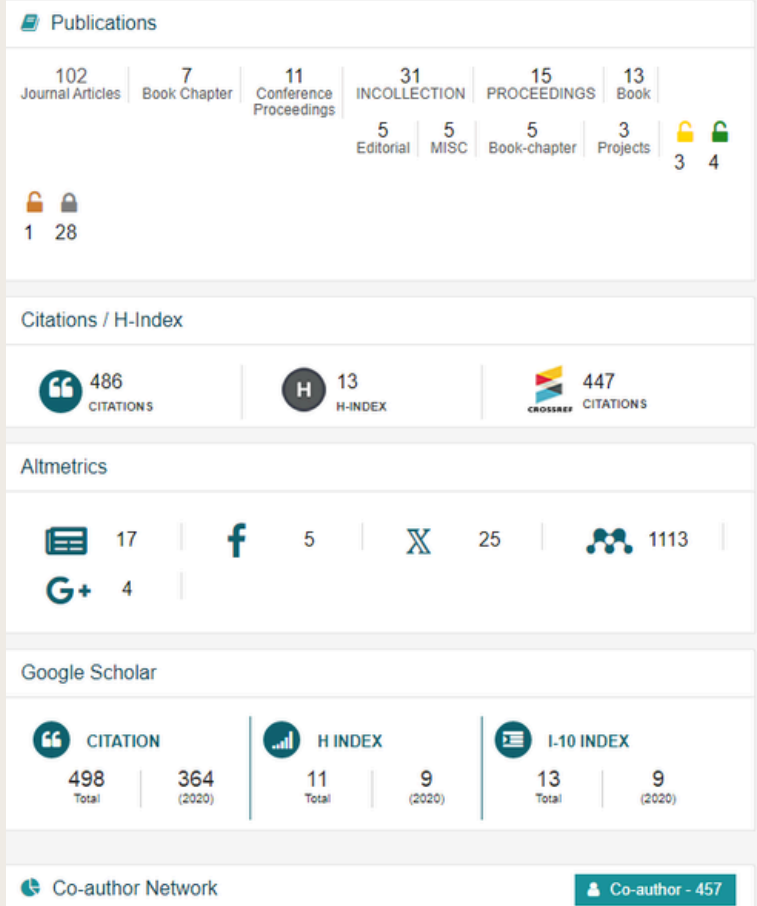 Publications
102 7 11 31 15 13
Journal Articles Book Chapter Conference Proceedings INCOLLECTION PROCEEDINGS Book
5 5 5 3
Editorial MISC Book-chapter Projects
3 4
1 28
Citations / H-Index
486 CITATIONS
H 13 H-INDEX
CROSSREF 447 CITATIONS
Altmetrics
17 f 5 X 25 1113
G+ 4
Google Scholar
CITATION H INDEX I-10 INDEX
498 364 11 9 13 9
Total (2020) Total (2020) Total (2020)
Co-author Network Co-author - 457